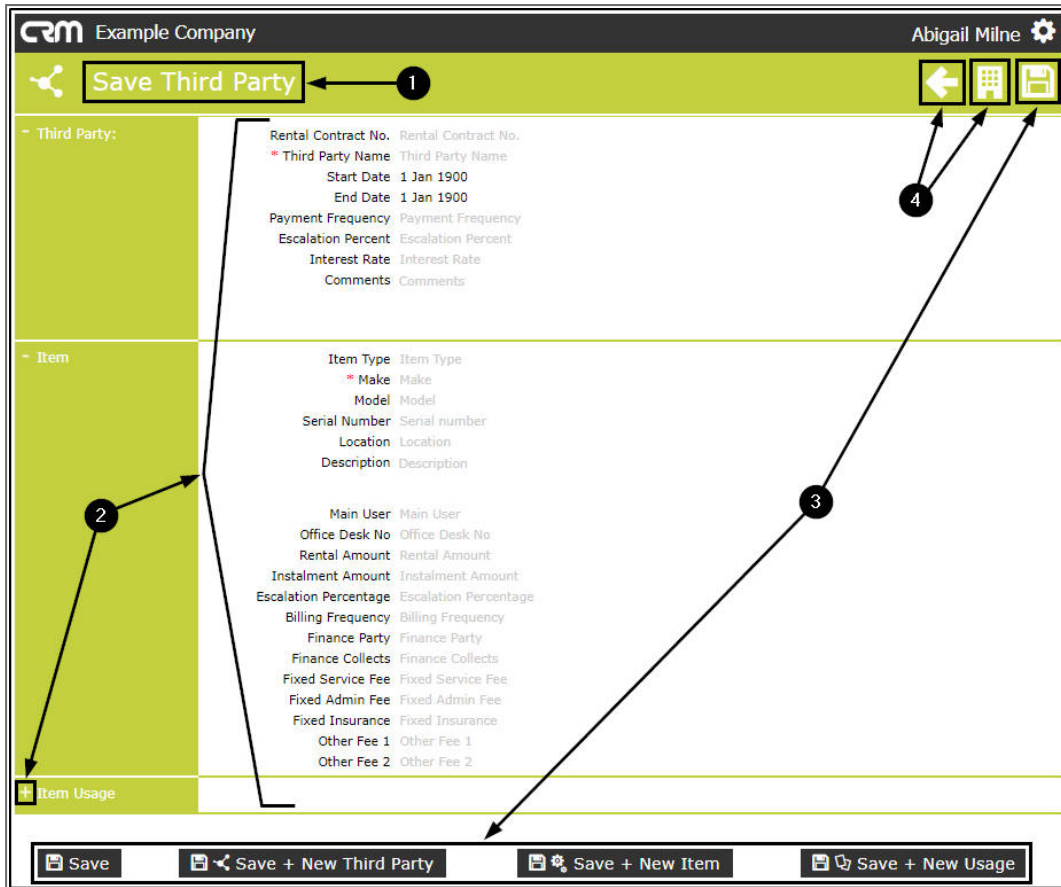 CRM Example Company Abigail Milne
Save Third Party 1
- Third Party:
Rental Contract No. Rental Contract No.
* Third Party Name Third Party Name
Start Date 1 Jan 1900
End Date 1 Jan 1900
4
Payment Frequency Payment Frequency
Escalation Percent Escalation Percent
Interest Rate Interest Rate
Comments Comments
- Item
Item Type Item Type
* Make Make
Model Model
Serial Number Serial number
Location Location
Description Description
3
2
Main User Main User
Office Desk No Office Desk No
Rental Amount Rental Amount
Instalment Amount Instalment Amount
Escalation Percentage Escalation Percentage
Billing Frequency Billing Frequency
Finance Party Finance Party
Finance Collects Finance Collects
Fixed Service Fee Fixed Service Fee
Fixed Admin Fee Fixed Admin Fee
Fixed Insurance Fixed Insurance
Other Fee 1 Other Fee 1
Other Fee 2 Other Fee 2
+ Item Usage
Save Save + New Third Party Save + New Item Save + New Usage